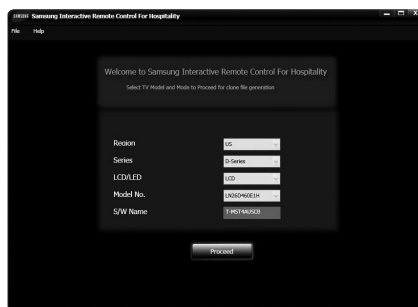 SAMSUNG Samsung Interactive Remote Control For Hospitality
File Help
Welcome to Samsung Interactive Remote Control For Hospitality
Select TV Model and Mode to Proceed for clone file generation
Region US
Series D-Series
LCD/LED LCD
Model No. LN26D460E1H
S/W Name T-MST4AUSCB
Proceed